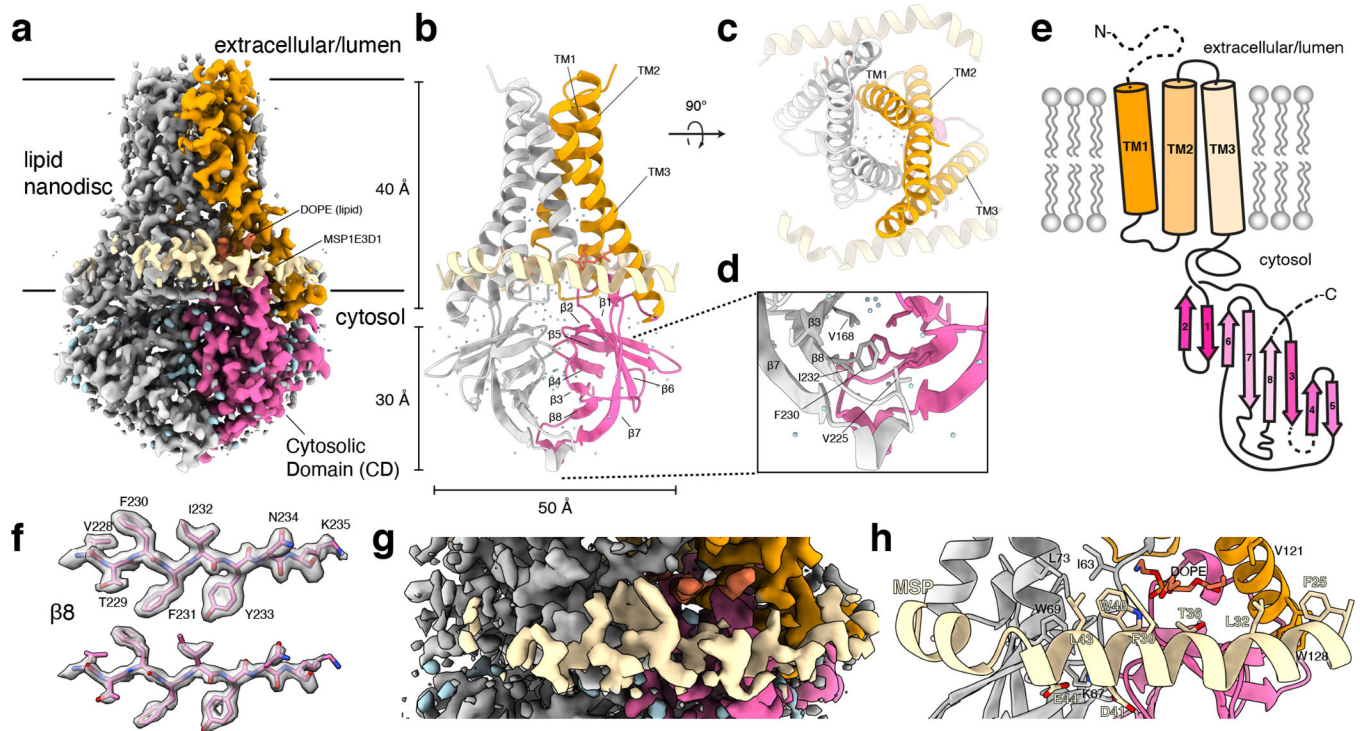 a
extracellular/lumen
lipid
nanodisc
DOPE (lipid)
MSP1E3D1
cytosol
Cytosolic
Domain (CD)
40 Å
30 Å
b
TM1
TM2
TM3
β2
β1
β5
β4
β3
β8
β6
β7
50 Å
90°
c
TM1
TM2
TM3
d
β3
V168
β8
β7
I232
F230
V225
e
N-
extracellular/lumen
TM1
TM2
TM3
cytosol
-C
2
1
6
7
8
3
4
5
f
V228
F230
I232
N234
K235
T229
F231
Y233
β8
g
h
MSP
L73
I63
DOPE
V121
F25
W69
W40
T36
L43
F39
L32
W128
K67
E44
D41